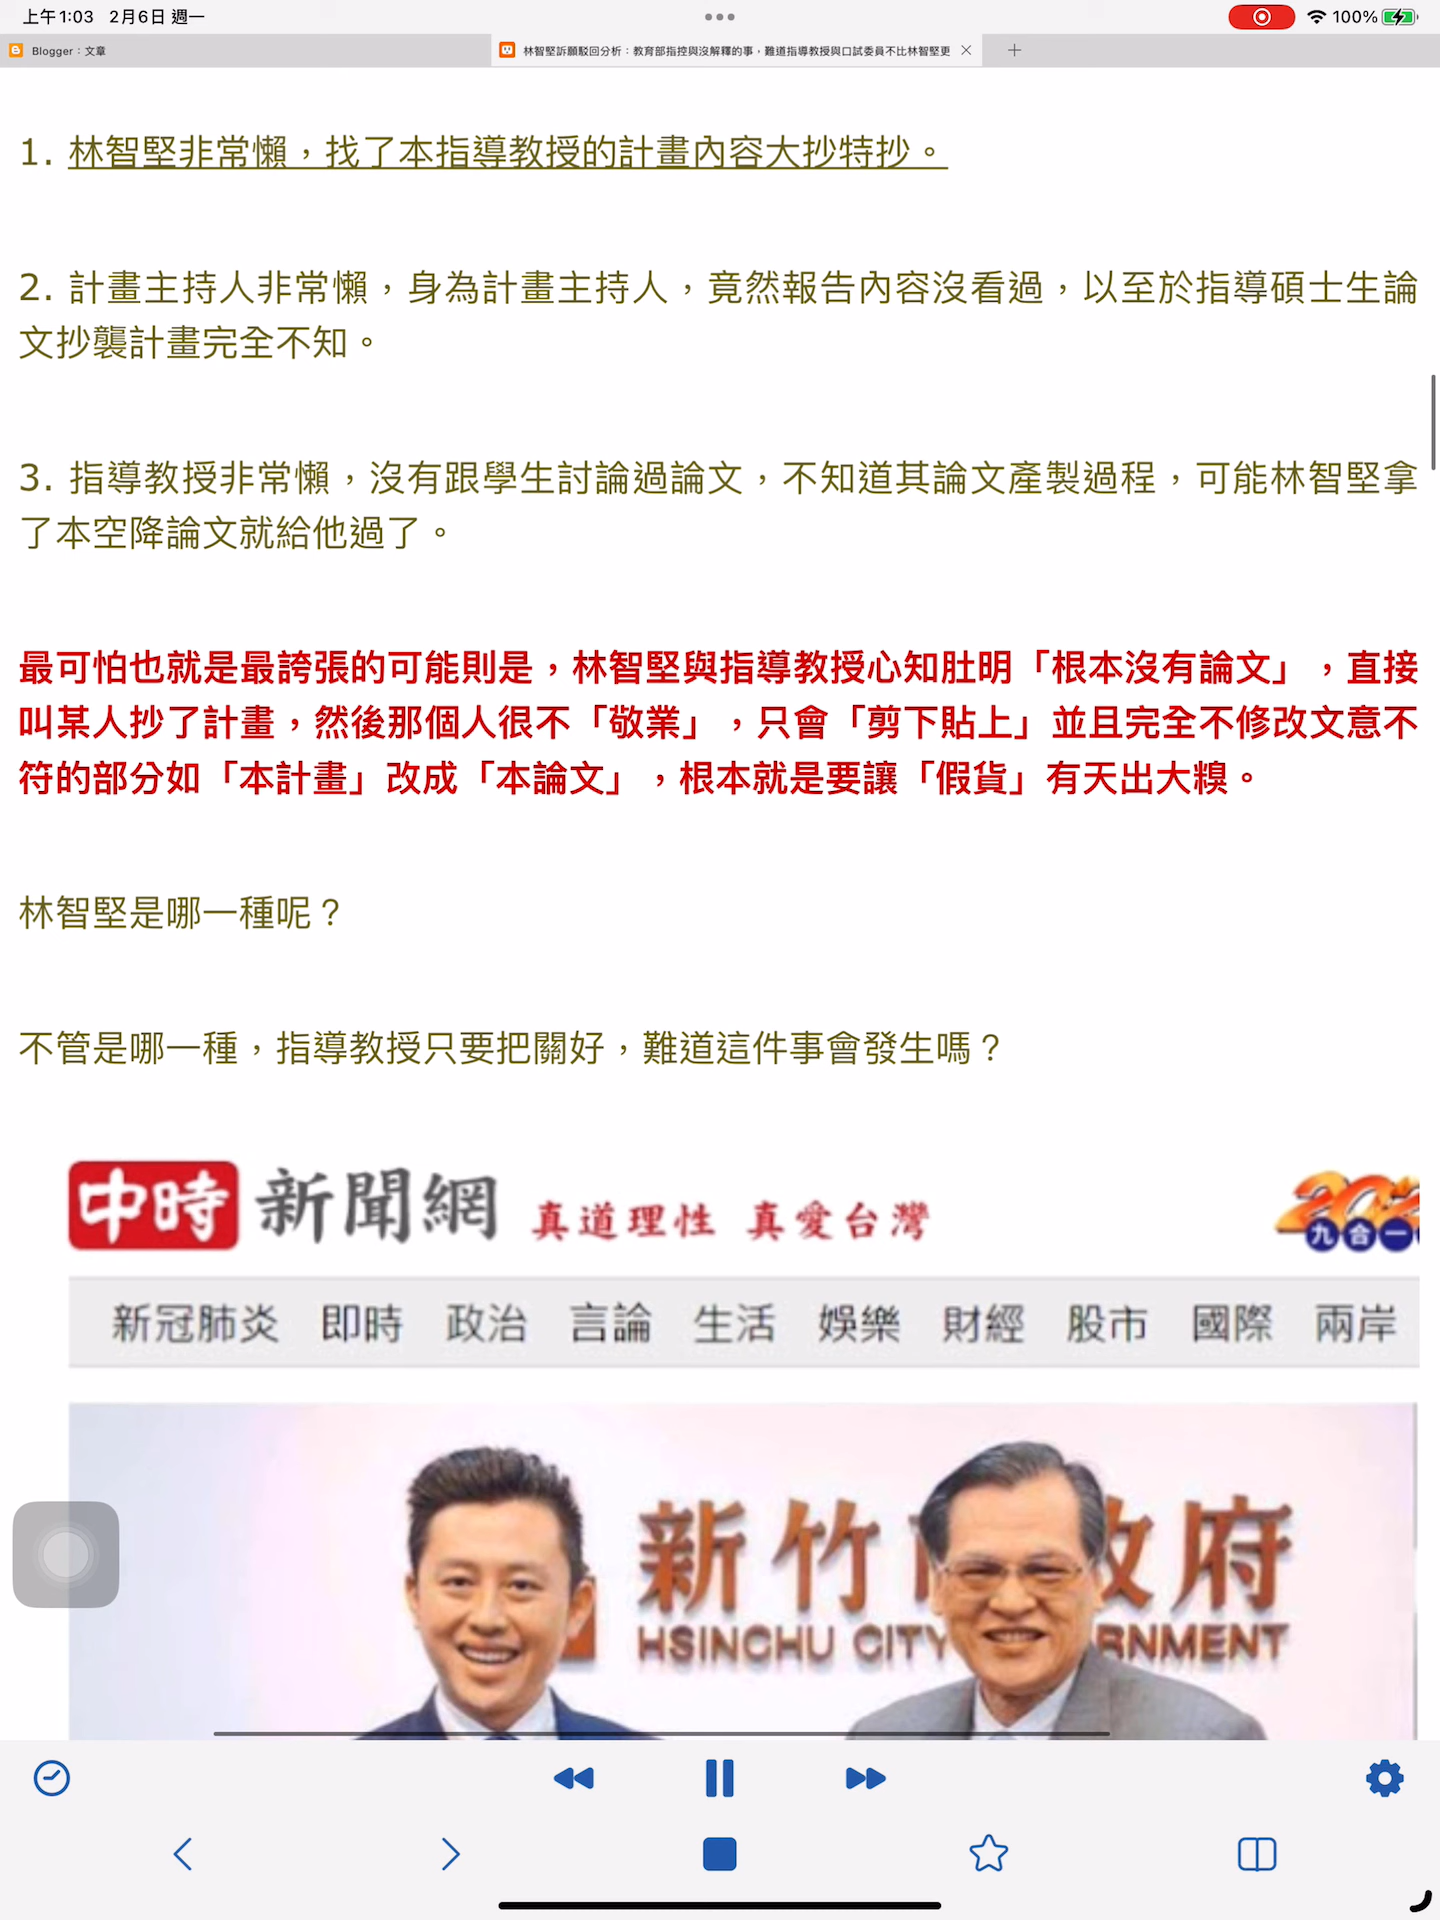 上午1:03 2月6日 週一
100%
Blogger：文章
林智堅訴願駁回分析：教育部指控與沒解釋的事，難道指導教授與口試委員不比林智堅更
1. 林智堅非常懶，找了本指導教授的計畫內容大抄特抄。
2. 計畫主持人非常懶，身為計畫主持人，竟然報告內容沒看過，以至於指導碩士生論
文抄襲計畫完全不知。
3. 指導教授非常懶，沒有跟學生討論過論文，不知道其論文產製過程，可能林智堅拿
了本空降論文就給他過了。
最可怕也就是最誇張的可能則是，林智堅與指導教授心知肚明「根本沒有論文」，直接
叫某人抄了計畫，然後那個人很不「敬業」，只會「剪下貼上」並且完全不修改文意不
符的部分如「本計畫」改成「本論文」，根本就是要讓「假貨」有天出大糗。
林智堅是哪一種呢？
不管是哪一種，指導教授只要把關好，難道這件事會發生嗎？
中時 新聞網 真道理性 真愛台灣
202
九合一
新冠肺炎 即時 政治 言論 生活 娛樂 財經 股市 國際 兩岸
新竹 政府
HSINCHU CITY RNMENT